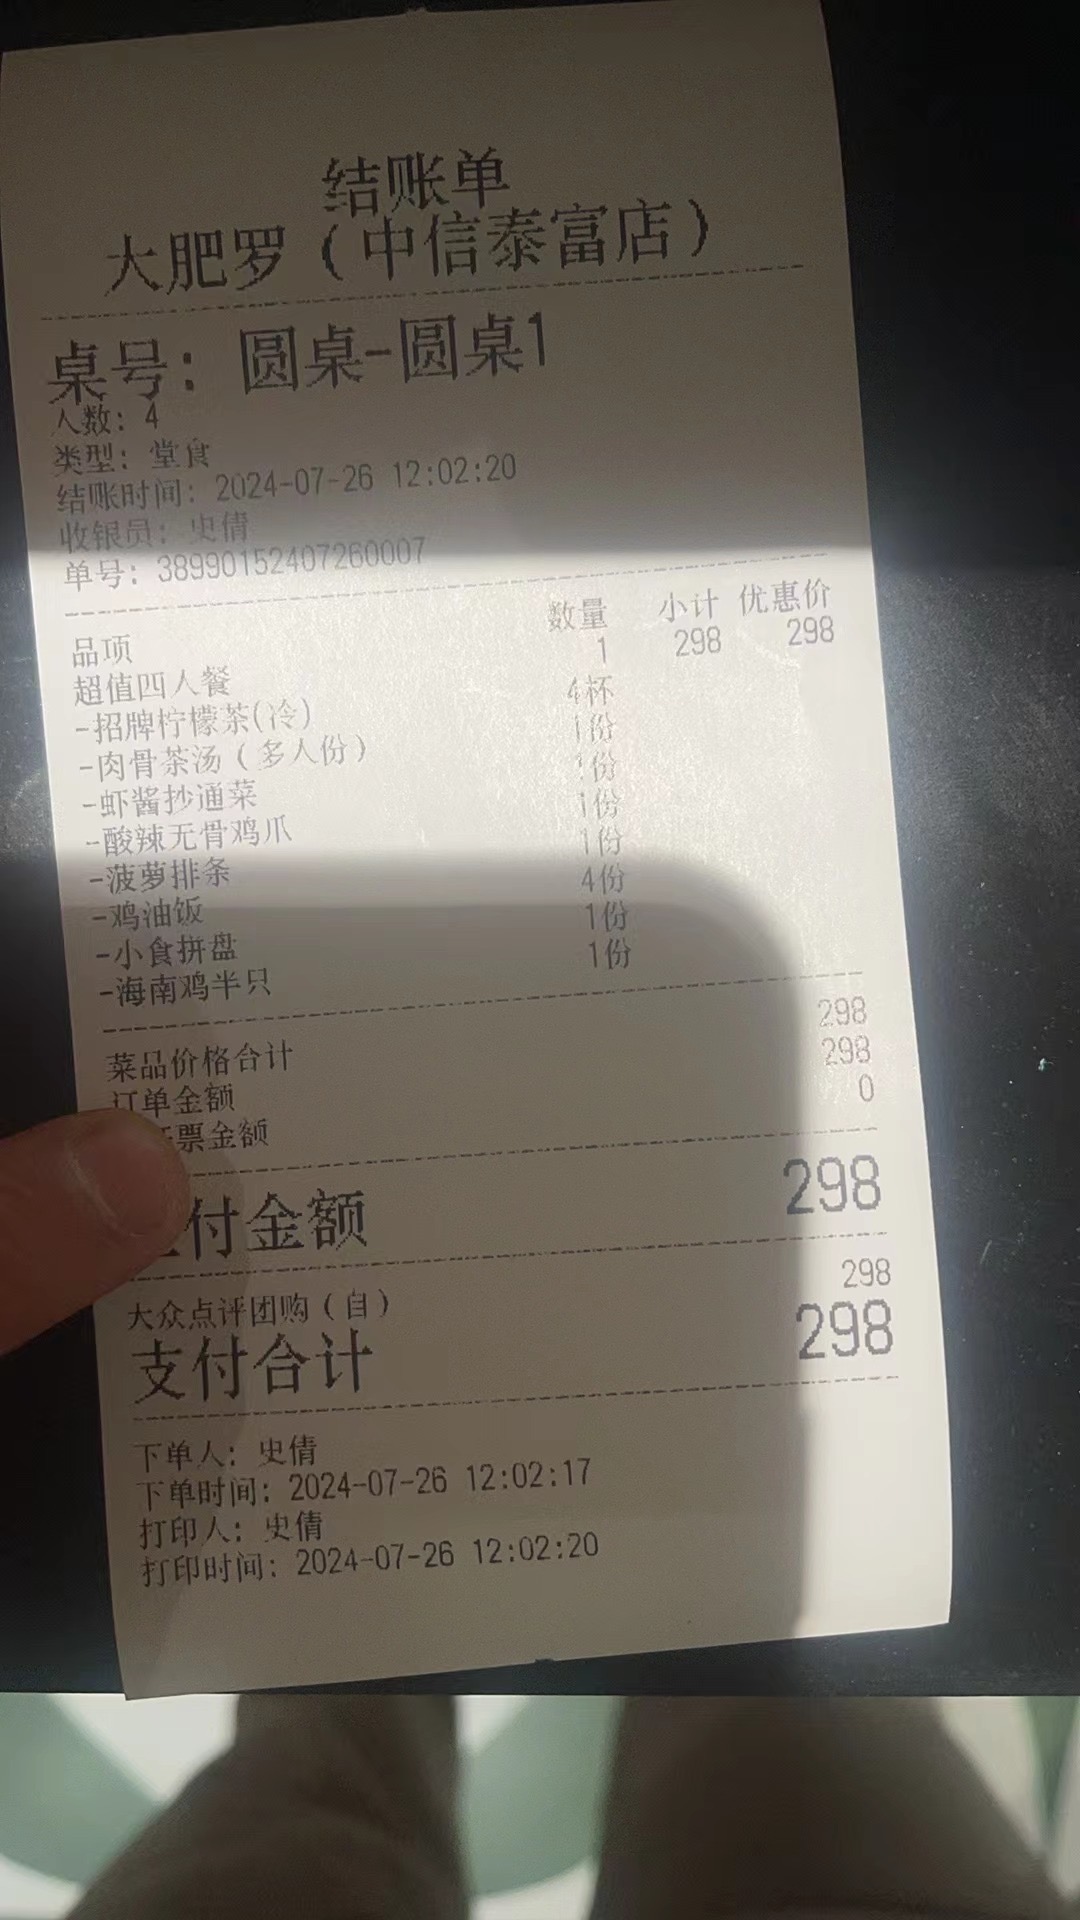 结账单
大肥罗（中信泰富店）
桌号：圆桌-圆桌1
人数：4
类型：堂食
结账时间：2024-07-26 12:02:20
收银员：史倩
单号：38990152407260007
品项 数量 小计 优惠价
超值四人餐 1 298 298
-招牌柠檬茶(冷) 4杯
-肉骨茶汤（多人份） 1份
-虾酱抄通菜 1份
-酸辣无骨鸡爪 1份
-菠萝排条 1份
-鸡油饭 4份
-小食拼盘 1份
-海南鸡半只 1份
菜品价格合计 298
订单金额 298
票金额 0
付金额 298
大众点评团购（自） 298
支付合计 298
下单人：史倩
下单时间：2024-07-26 12:02:17
打印人：史倩
打印时间：2024-07-26 12:02:20